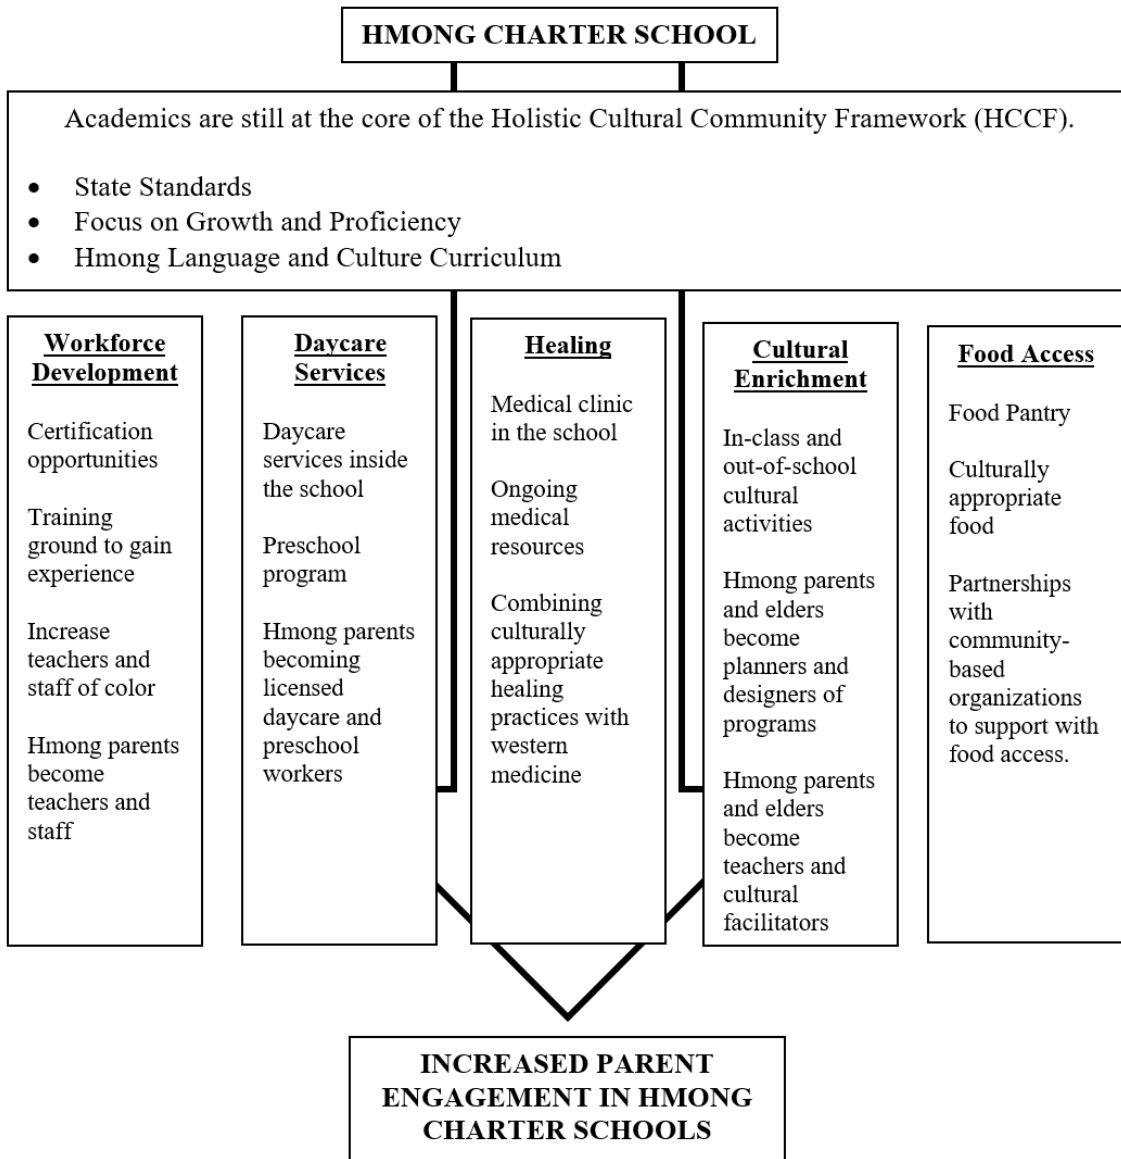 HMONG CHARTER SCHOOL
Academics are still at the core of the Holistic Cultural Community Framework (HCCF).
• State Standards
• Focus on Growth and Proficiency
• Hmong Language and Culture Curriculum
Workforce
Development
Certification
opportunities
Training
ground to gain
experience
Increase
teachers and
staff of color
Hmong parents
become
teachers and
staff
Daycare
Services
Daycare
services inside
the school
Preschool
program
Hmong parents
becoming
licensed
daycare and
preschool
workers
Healing
Medical clinic
in the school
Ongoing
medical
resources
Combining
culturally
appropriate
healing
practices with
western
medicine
Cultural
Enrichment
In-class and
out-of-school
cultural
activities
Hmong parents
and elders
become
planners and
designers of
programs
Hmong parents
and elders
become
teachers and
cultural
facilitators
Food Access
Food Pantry
Culturally
appropriate
food
Partnerships
with
community-
based
organizations
to support with
food access.
INCREASED PARENT
ENGAGEMENT IN HMONG
CHARTER SCHOOLS